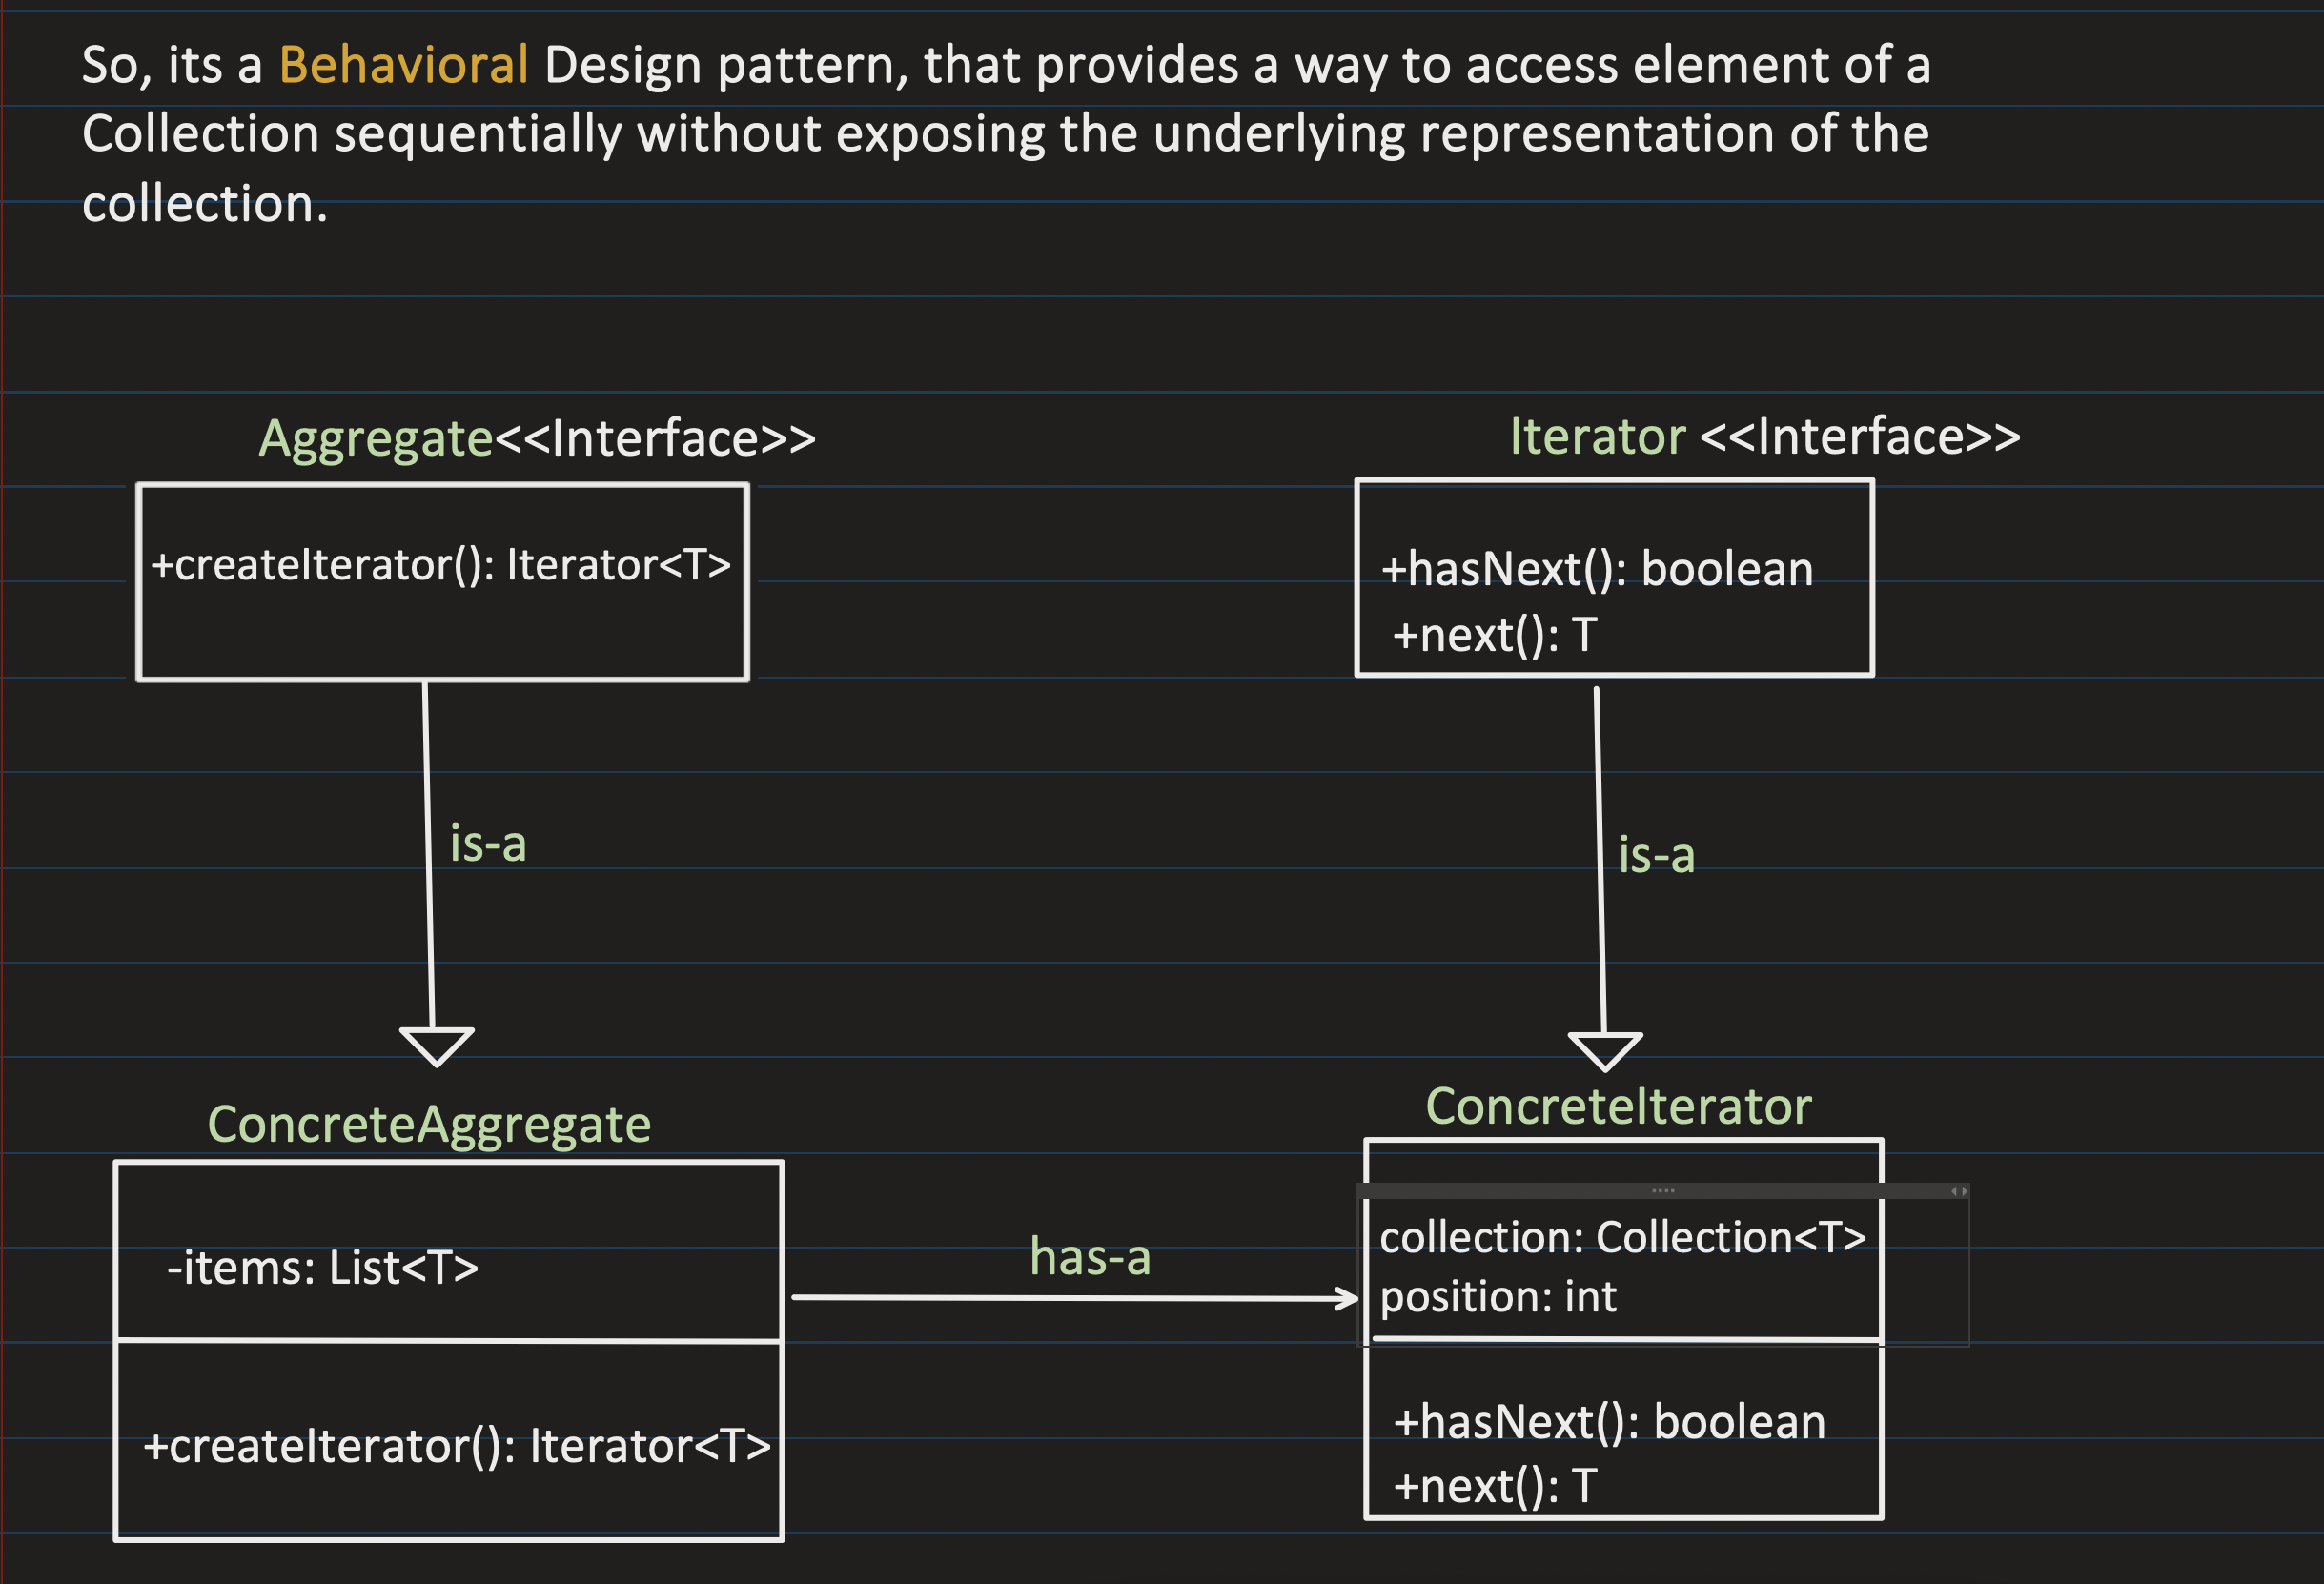 So, its a Behavioral Design pattern, that provides a way to access element of a
Collection sequentially without exposing the underlying representation of the
collection.
Aggregate<<Interface>>
+createIterator(): Iterator<T>
Iterator <<Interface>>
+hasNext(): boolean
+next(): T
is-a
is-a
ConcreteAggregate
-items: List<T>
+createIterator(): Iterator<T>
has-a
ConcreteIterator
collection: Collection<T>
position: int
+hasNext(): boolean
+next(): T